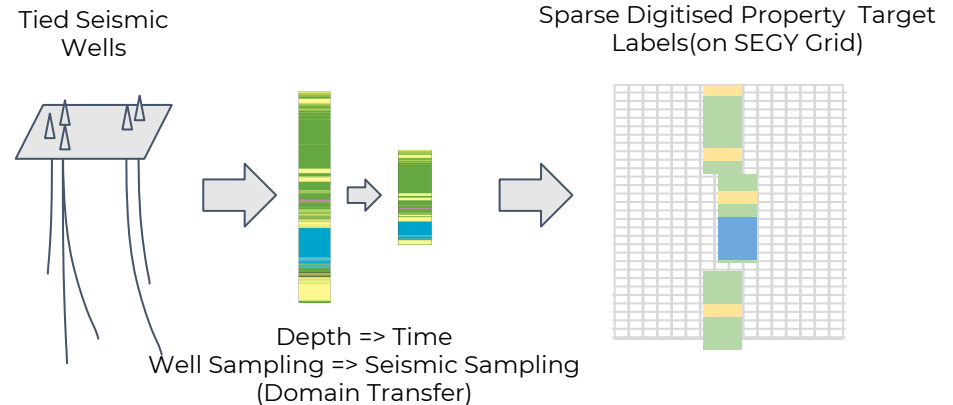 Tied Seismic
Wells
Sparse Digitised Property Target
Labels(on SEGY Grid)
Depth => Time
Well Sampling => Seismic Sampling
(Domain Transfer)